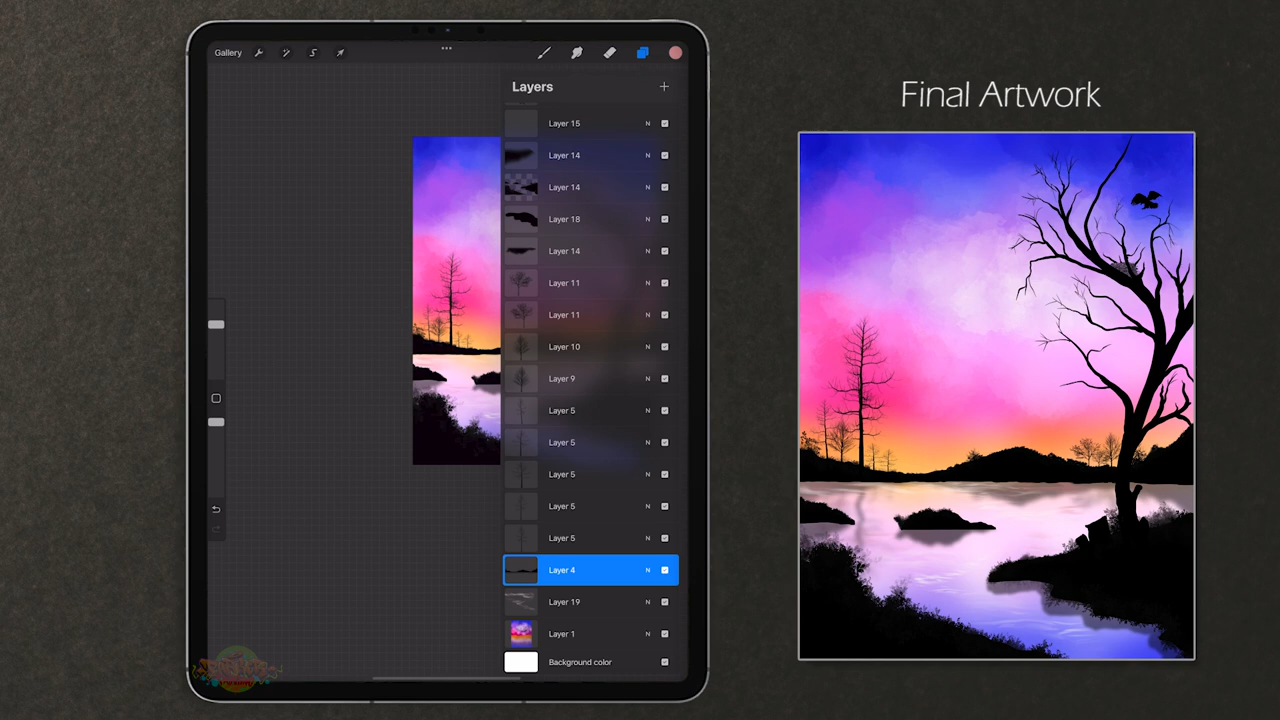 Gallery
Layers
Layer 15 N
Layer 14 N
Layer 14 N
Layer 18 N
Layer 14 N
Layer 11 N
Layer 11 N
Layer 10 N
Layer 9 N
Layer 5 N
Layer 5 N
Layer 5 N
Layer 5 N
Layer 5 N
Layer 4 N
Layer 19 N
Layer 1 N
Background color
Final Artwork